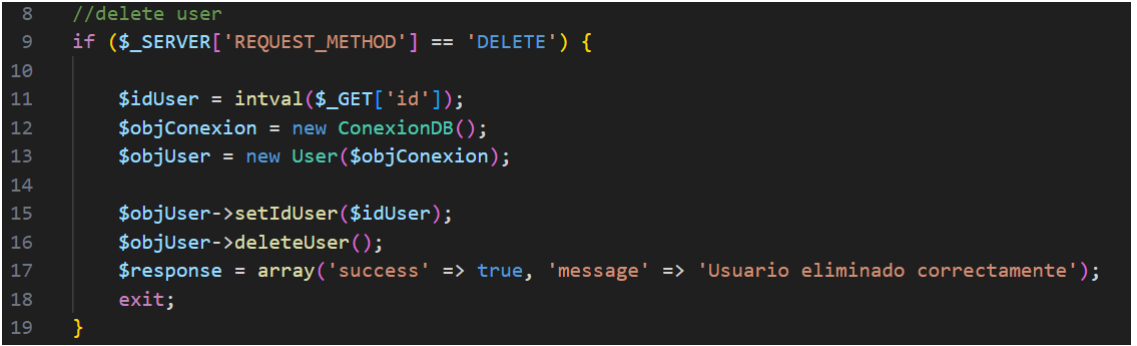 8 //delete user
9 if ($_SERVER['REQUEST_METHOD'] == 'DELETE') {
10
11 $idUser = intval($_GET['id']);
12 $objConexion = new ConexionDB();
13 $objUser = new User($objConexion);
14
15 $objUser->setIdUser($idUser);
16 $objUser->deleteUser();
17 $response = array('success' => true, 'message' => 'Usuario eliminado correctamente');
18 exit;
19 }